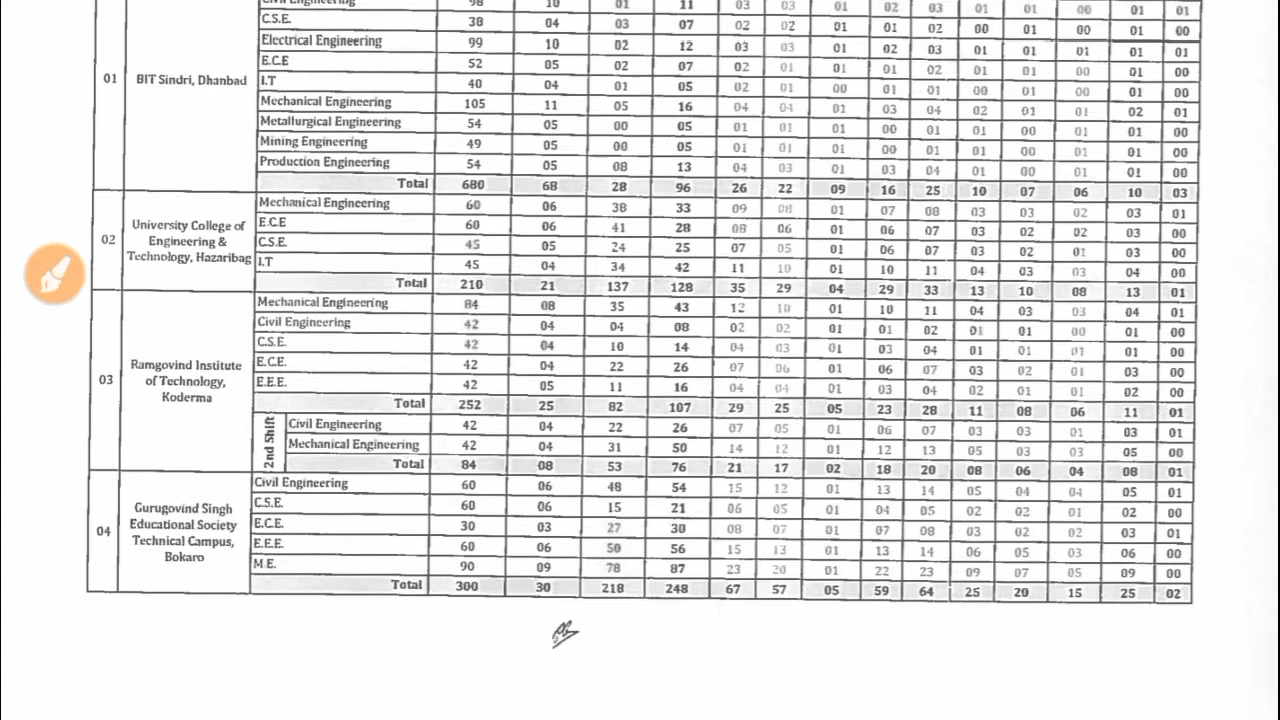 Civil Engineering 98 10 01 11 03 03 01 02 03 01 01 00 01 01
C.S.E. 38 04 03 07 02 02 01 01 02 00 01 00 01 00
Electrical Engineering 99 10 02 12 03 03 01 02 03 01 01 01 01 01
E.C.E 52 05 02 07 02 01 01 01 02 01 01 00 01 00
01 BIT Sindri, Dhanbad
I.T 40 04 01 05 02 01 00 01 01 00 01 00 01 00
Mechanical Engineering 105 11 05 16 04 04 01 03 04 02 01 01 02 01
Metallurgical Engineering 54 05 00 05 01 01 01 00 01 01 00 01 01 00
Mining Engineering 49 05 00 05 01 01 01 00 01 01 00 01 01 00
Production Engineering 54 05 08 13 04 03 01 03 04 01 00 01 01 00
Total 680 68 28 96 26 22 09 16 25 10 07 06 10 03
02 University College of
Engineering &
Technology, Hazaribag
Mechanical Engineering 60 06 38 33 09 08 01 07 08 03 03 02 03 01
E.C.E 60 06 41 28 08 06 01 06 07 03 02 02 03 00
C.S.E. 45 05 24 25 07 05 01 06 07 03 02 01 03 00
I.T 45 04 34 42 11 10 01 10 11 04 03 03 04 00
Total 210 21 137 128 35 29 04 29 33 13 10 08 13 01
03 Ramgovind Institute
of Technology,
Koderma
Mechanical Engineering 84 08 35 43 12 10 01 10 11 04 03 03 04 01
Civil Engineering 42 04 04 08 02 02 01 01 02 01 01 00 01 00
C.S.E. 42 04 10 14 04 03 01 03 04 01 01 01 01 00
E.C.E. 42 04 22 26 07 06 01 06 07 03 02 01 03 00
E.E.E. 42 05 11 16 04 04 01 03 04 02 01 01 02 00
Total 252 25 82 107 29 25 05 23 28 11 08 06 11 01
2nd Shift
Civil Engineering 42 04 22 26 07 05 01 06 07 03 03 01 03 01
Mechanical Engineering 42 04 31 50 14 12 01 12 13 05 03 03 05 00
Total 84 08 53 76 21 17 02 18 20 08 06 04 08 01
04 Gurugovind Singh
Educational Society
Technical Campus,
Bokaro
Civil Engineering 60 06 48 54 15 12 01 13 14 05 04 04 05 01
C.S.E. 60 06 15 21 06 05 01 04 05 02 02 01 02 00
E.C.E. 30 03 27 30 08 07 01 07 08 03 02 02 03 01
E.E.E. 60 06 50 56 15 13 01 13 14 06 05 03 06 00
M.E. 90 09 78 87 23 20 01 22 23 09 07 05 09 00
Total 300 30 218 248 67 57 05 59 64 25 20 15 25 02